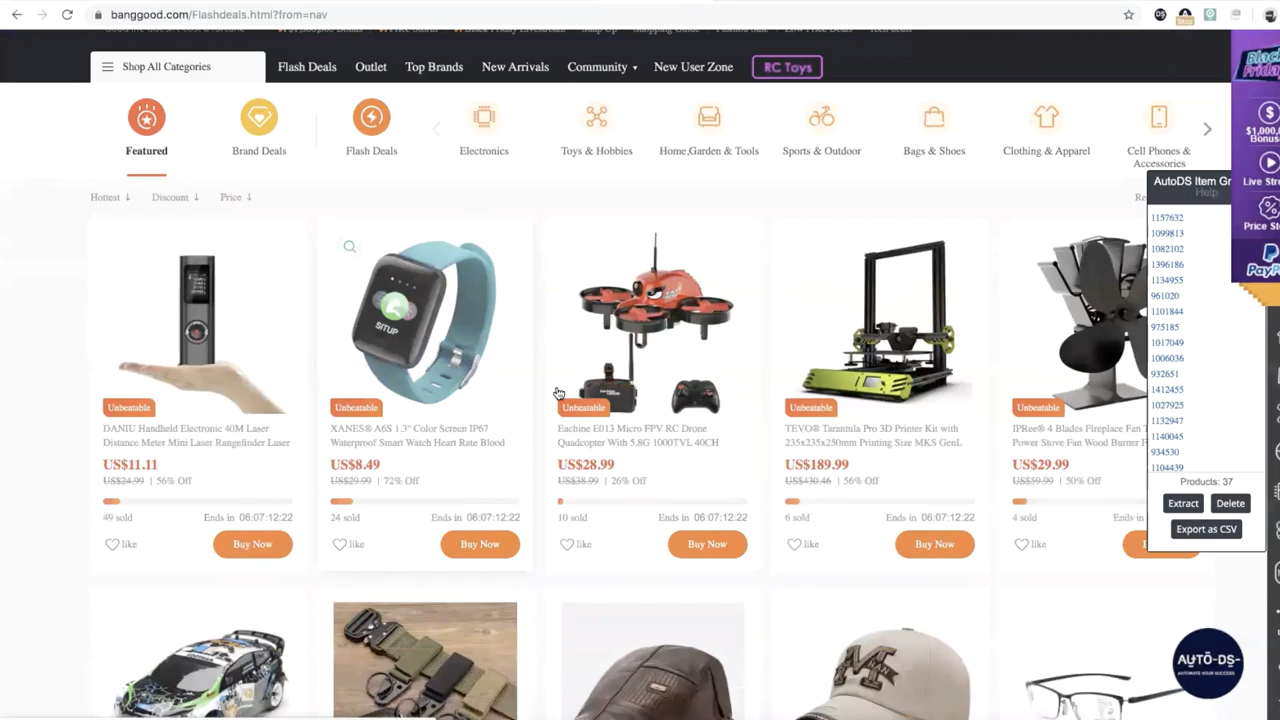 banggood.com/Flashdeals.html?from=nav
Stop
Shop All Categories
Flash Deals
Outlet
Top Brands
New Arrivals
Community
New User Zone
RC Toys
Featured
Brand Deals
Flash Deals
Electronics
Toys & Hobbies
Home,Garden & Tools
Sports & Outdoor
Bags & Shoes
Clothing & Apparel
Cell Phones &
Accessories
Hottest
Discount
Price
SITUP
Unbeatable
DANIU Handheld Electronic 40M Laser
Distance Meter Mini Laser Rangefinder Laser
US$11.11
US$24.99 | 56% Off
49 sold
Ends in 06:07:12:22
like
Buy Now
Unbeatable
XANES® A6S 1.3" Color Screen IP67
Waterproof Smart Watch Heart Rate Blood
US$8.49
US$29.99 | 72% Off
24 sold
Ends in 06:07:12:22
like
Buy Now
Unbeatable
Eachine E013 Micro FPV RC Drone
Quadcopter With 5.8G 1000TVL 40CH
US$28.99
US$38.99 | 26% Off
10 sold
Ends in 06:07:12:22
like
Buy Now
Unbeatable
TEVO® Tarantula Pro 3D Printer Kit with
235x235x250mm Printing Size MKS GenL
US$189.99
US$430.46 | 56% Off
6 sold
Ends in 06:07:12:22
like
Buy Now
Unbeatable
IPRee® 4 Blades Fireplace Fan
Power Stove Fan Wood Burner
US$29.99
US$59.99 | 50% Off
4 sold
Ends in
like
AutoDS Item Gr
Help
1157632
1099813
1082102
1396186
1134955
961020
1101844
975185
1017049
1006036
932651
1412455
1027925
1132947
1140045
934530
1104439
Products: 37
Extract
Delete
Export as CSV
Black
Friday
$1,000,0
Bonus
Live Str
Price Sto
PayP
HAN
AUTO-DS-
AUTOMATE YOUR SUCCESS